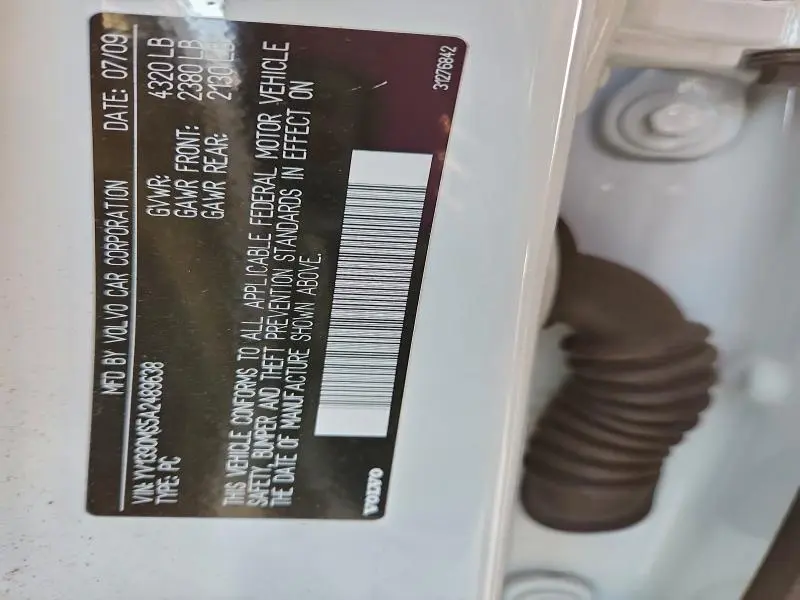 MFD BY VOLVO CAR CORPORATION DATE: 07/09
VIN: YV1390MS5A2489638 GVWR: 4320 LB
TYPE: PC GAWR FRONT: 2380 LB
GAWR REAR: 2130 LB
THIS VEHICLE CONFORMS TO ALL APPLICABLE FEDERAL MOTOR VEHICLE
SAFETY, BUMPER AND THEFT PREVENTION STANDARDS IN EFFECT ON
THE DATE OF MANUFACTURE SHOWN ABOVE.
VOLVO 31276842